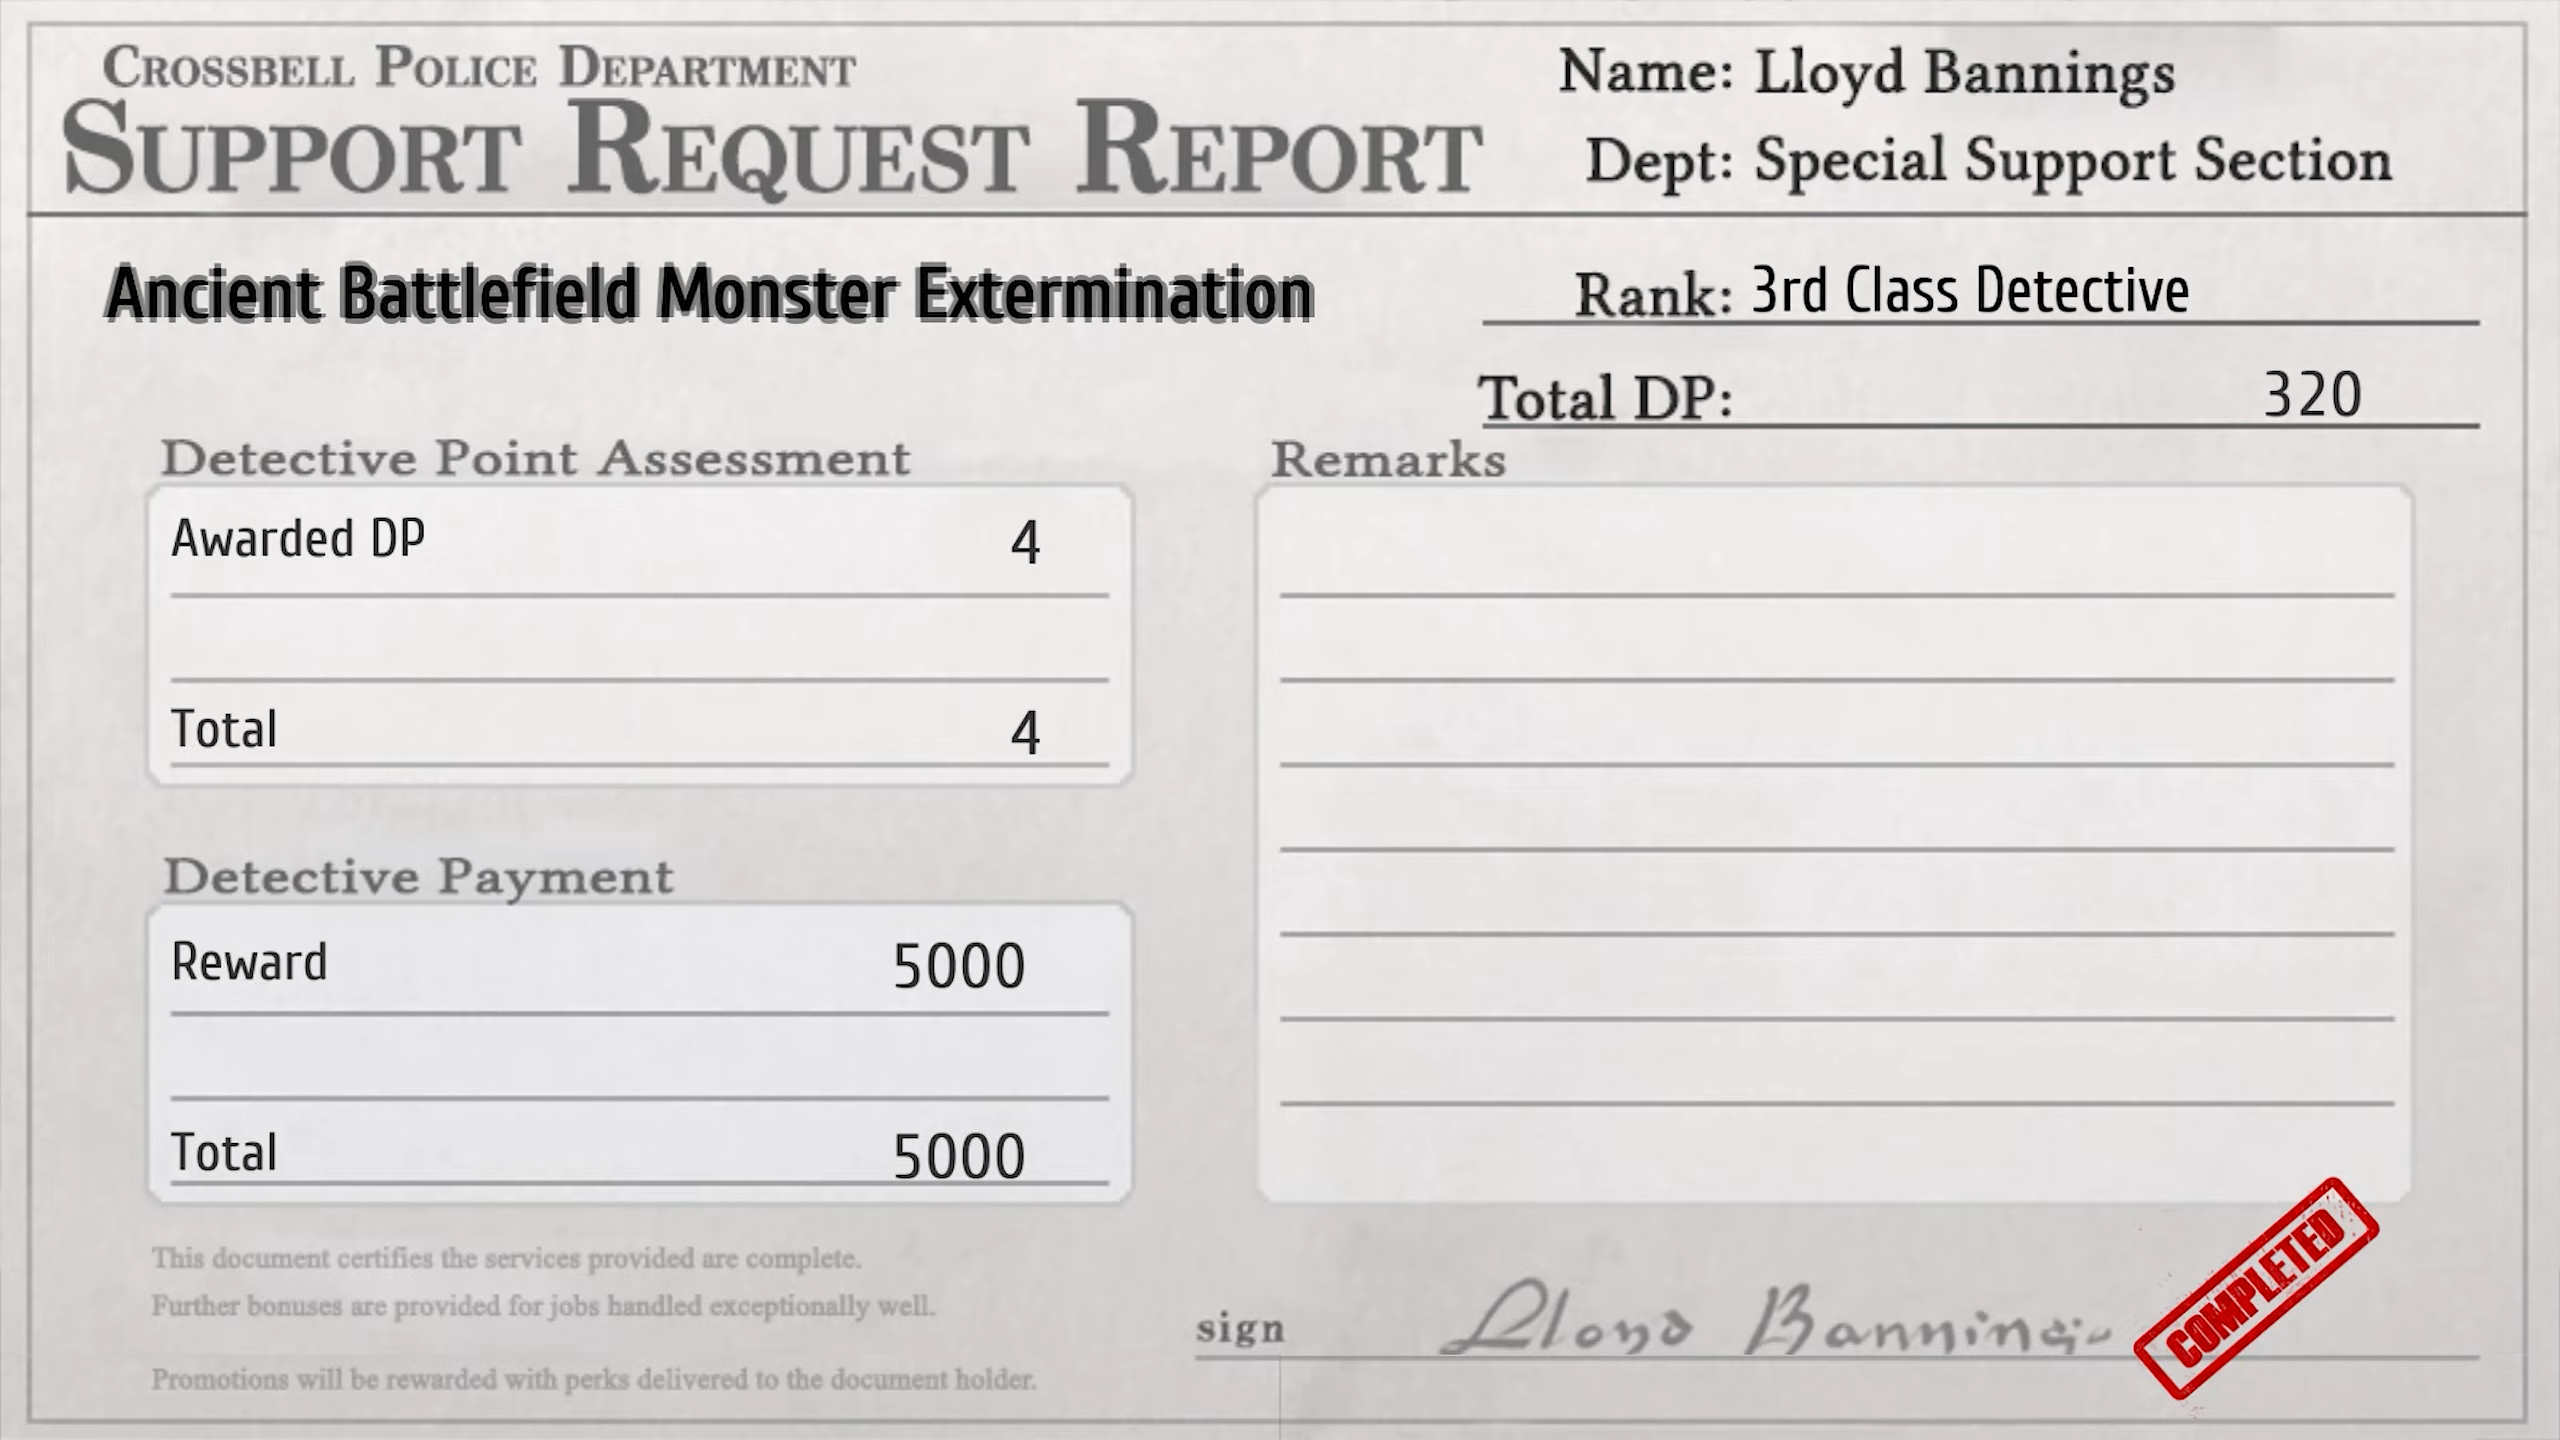 CROSSBELL POLICE DEPARTMENT
SUPPORT REQUEST REPORT
Name: Lloyd Bannings
Dept: Special Support Section
Ancient Battlefield Monster Extermination
Rank: 3rd Class Detective
Total DP: 320
Detective Point Assessment
Awarded DP 4
Total 4
Detective Payment
Reward 5000
Total 5000
Remarks
This document certifies the services provided are complete.
Further bonuses are provided for jobs handled exceptionally well.
Promotions will be rewarded with perks delivered to the document holder.
sign Lloyd Bannings
COMPLETED